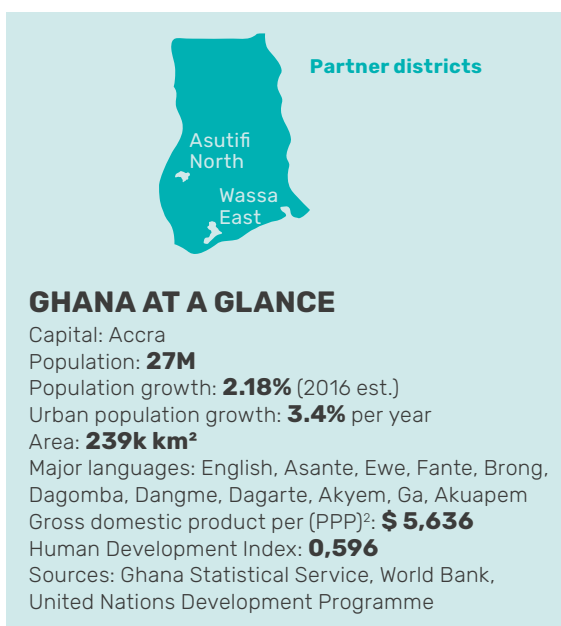 Partner districts
Asutifi
North
Wassa
East
GHANA AT A GLANCE
Capital: Accra
Population: 27M
Population growth: 2.18% (2016 est.)
Urban population growth: 3.4% per year
Area: 239k km²
Major languages: English, Asante, Ewe, Fante, Brong,
Dagomba, Dangme, Dagarte, Akyem, Ga, Akuapem
Gross domestic product per (PPP)²: $ 5,636
Human Development Index: 0,596
Sources: Ghana Statistical Service, World Bank,
United Nations Development Programme